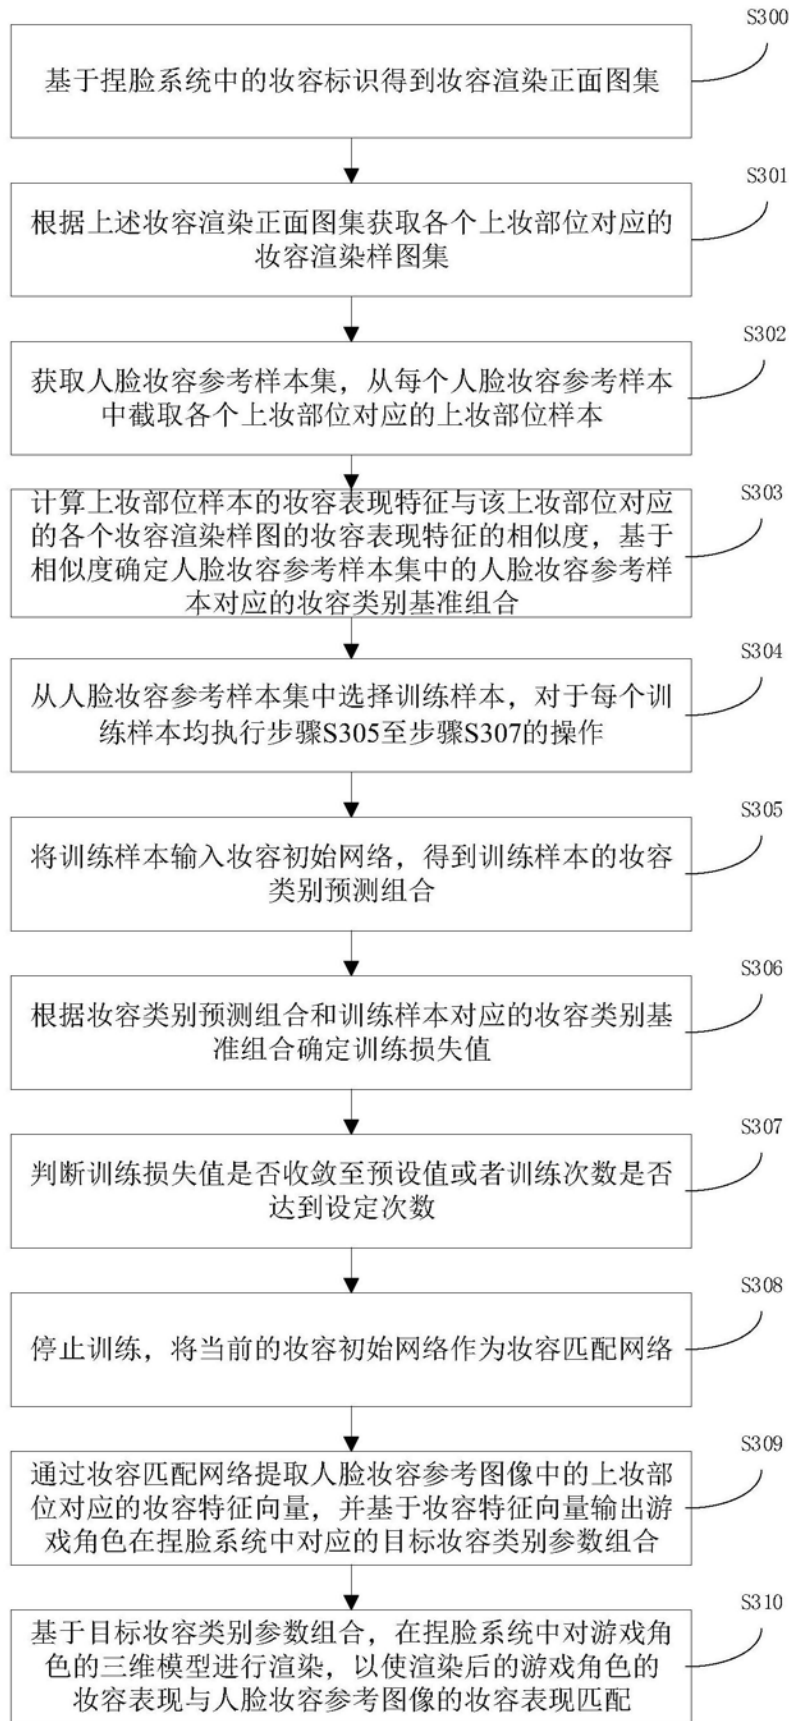 S300
基于捏脸系统中的妆容标识得到妆容渲染正面图集
S301
根据上述妆容渲染正面图集获取各个上妆部位对应的
妆容渲染样图集
S302
获取人脸妆容参考样本集，从每个人脸妆容参考样本
中截取各个上妆部位对应的上妆部位样本
S303
计算上妆部位样本的妆容表现特征与该上妆部位对应
的各个妆容渲染样图的妆容表现特征的相似度，基于
相似度确定人脸妆容参考样本集中的人脸妆容参考样
本对应的妆容类别基准组合
S304
从人脸妆容参考样本集中选择训练样本，对于每个训
练样本均执行步骤S305至步骤S307的操作
S305
将训练样本输入妆容初始网络，得到训练样本的妆容
类别预测组合
S306
根据妆容类别预测组合和训练样本对应的妆容类别基
准组合确定训练损失值
S307
判断训练损失值是否收敛至预设值或者训练次数是否
达到设定次数
S308
停止训练，将当前的妆容初始网络作为妆容匹配网络
S309
通过妆容匹配网络提取人脸妆容参考图像中的上妆部
位对应的妆容特征向量，并基于妆容特征向量输出游
戏角色在捏脸系统中对应的目标妆容类别参数组合
S310
基于目标妆容类别参数组合，在捏脸系统中对游戏角
色的三维模型进行渲染，以使渲染后的游戏角色的
妆容表现与人脸妆容参考图像的妆容表现匹配